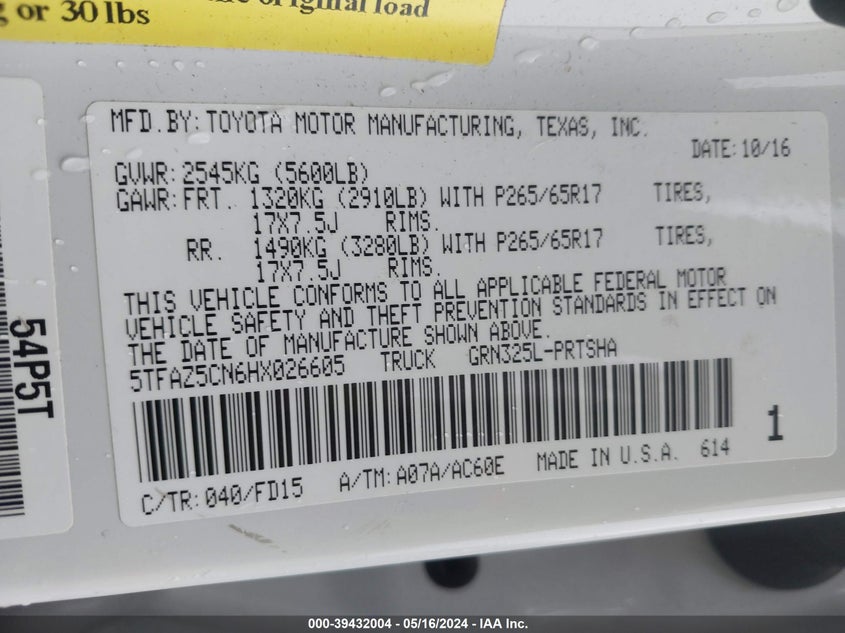 g or 30 lbs
original load
MFD.BY:TOYOTA MOTOR MANUFACTURING, TEXAS, INC.
DATE:10/16
GVWR:2545KG (5600LB)
GAWR:FRT. 1320KG (2910LB) WITH P265/65R17 TIRES,
17X7.5J RIMS.
RR. 1490KG (3280LB) WITH P265/65R17 TIRES,
17X7.5J RIMS.
THIS VEHICLE CONFORMS TO ALL APPLICABLE FEDERAL MOTOR
VEHICLE SAFETY AND THEFT PREVENTION STANDARDS IN EFFECT ON
THE DATE OF MANUFACTURE SHOWN ABOVE.
5TFAZ5CN6HX026605 TRUCK GRN325L-PRTSHA
1
C/TR:040/FD15 A/TM:A07A/AC60E MADE IN U.S.A. 614
54P5T
000-39432004 - 05/16/2024 - IAA Inc.